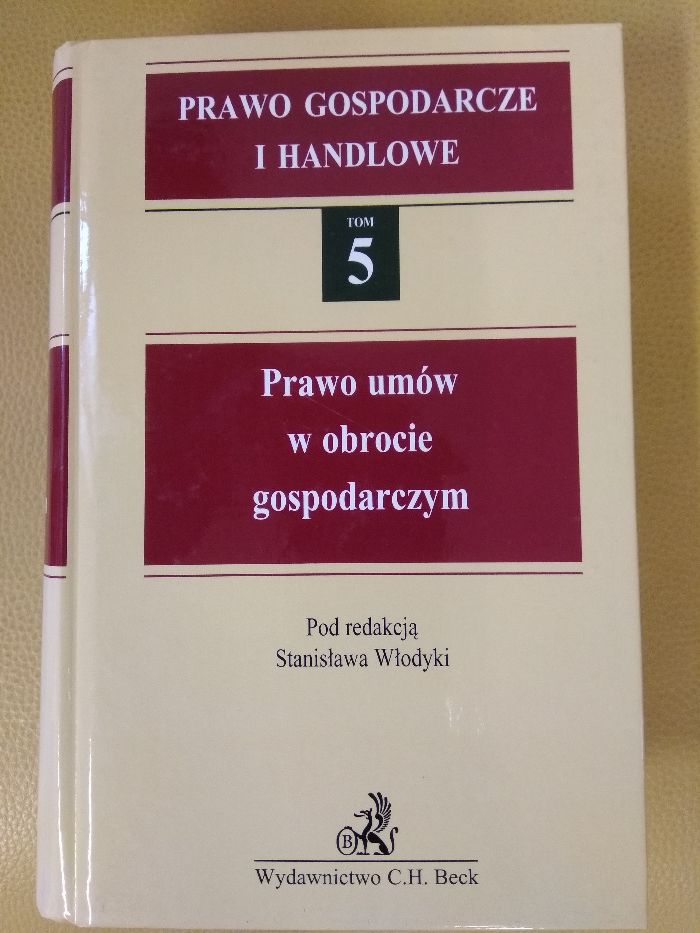 PRAWO GOSPODARCZE
I HANDLOWE
TOM
5
Prawo umów
w obrocie
gospodarczym
Pod redakcją
Stanisława Włodyki
B
Wydawnictwo C.H. Beck